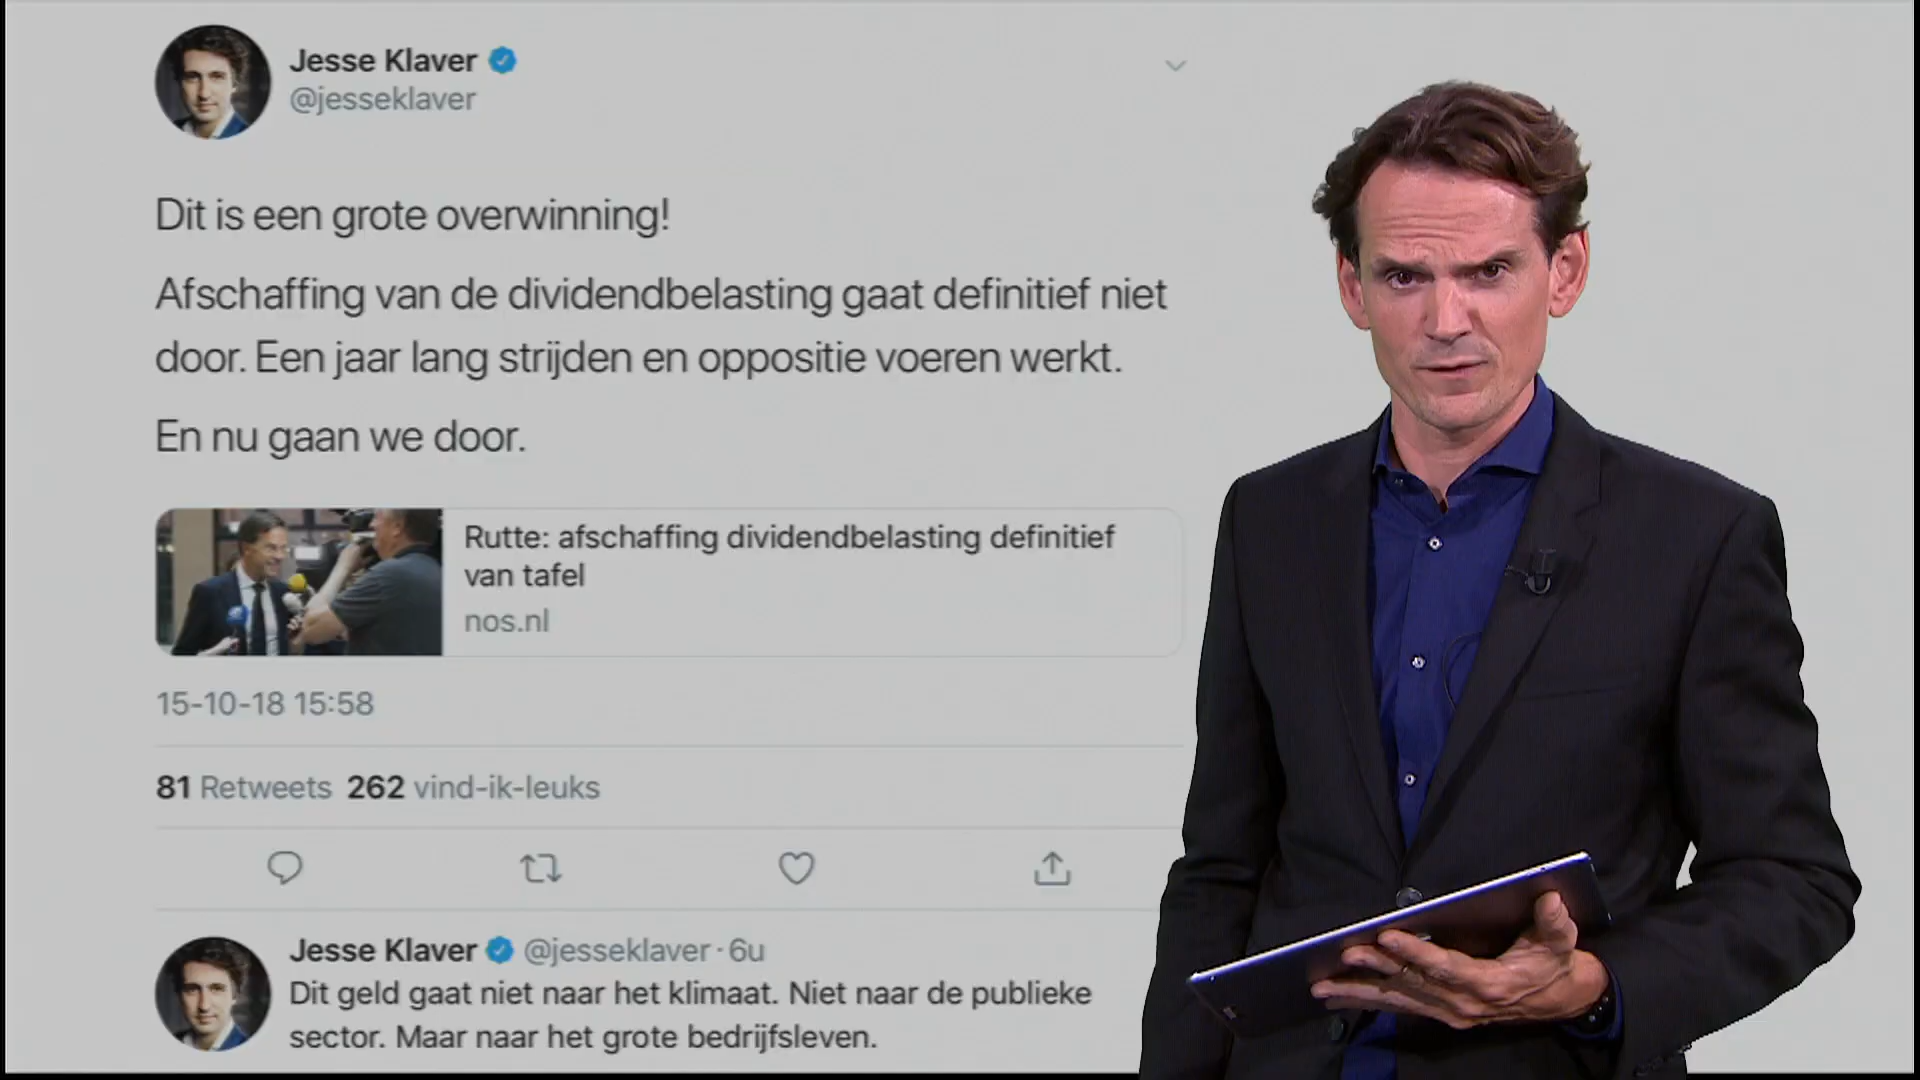 Jesse Klaver
@jesseklaver
Dit is een grote overwinning!
Afschaffing van de dividendbelasting gaat definitief niet
door. Een jaar lang strijden en oppositie voeren werkt.
En nu gaan we door.
Rutte: afschaffing dividendbelasting definitief
van tafel
nos.nl
15-10-18 15:58
81 Retweets 262 vind-ik-leuks
Jesse Klaver @jesseklaver · 6u
Dit geld gaat niet naar het klimaat. Niet naar de publieke
sector. Maar naar het grote bedrijfsleven.